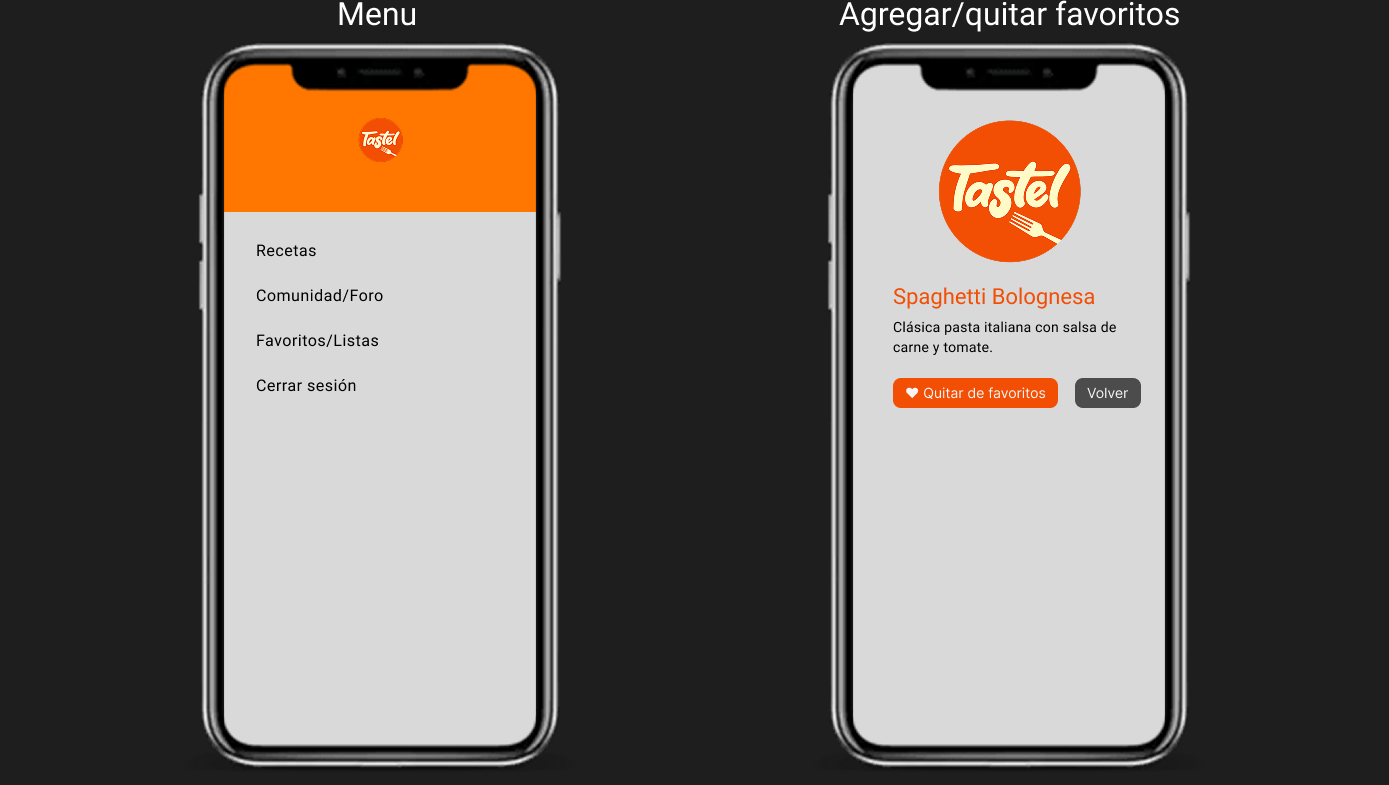 Menu
Tastel
Recetas
Comunidad/Foro
Favoritos/Listas
Cerrar sesión
Agregar/quitar favoritos
Tastel
Spaghetti Bolognesa
Clásica pasta italiana con salsa de
carne y tomate.
♥ Quitar de favoritos
Volver